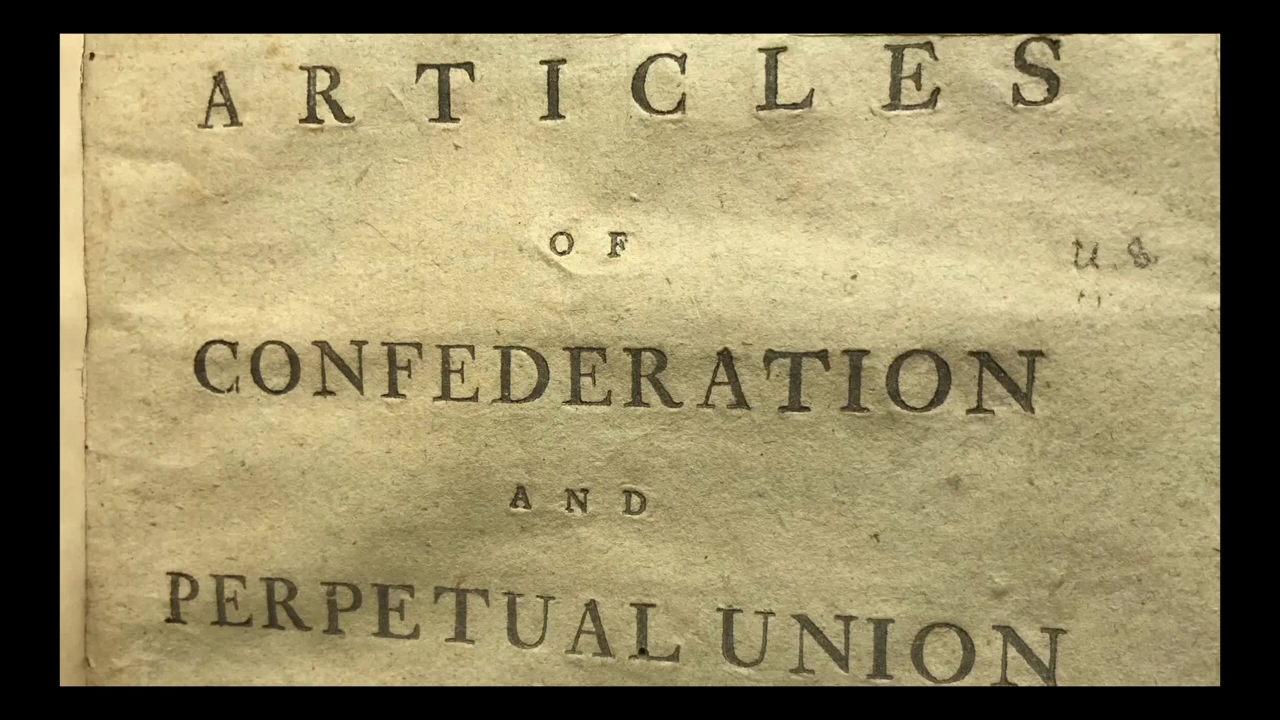 ARTICLES
OF
U.S
CONFEDERATION
AND
PERPETUAL UNION